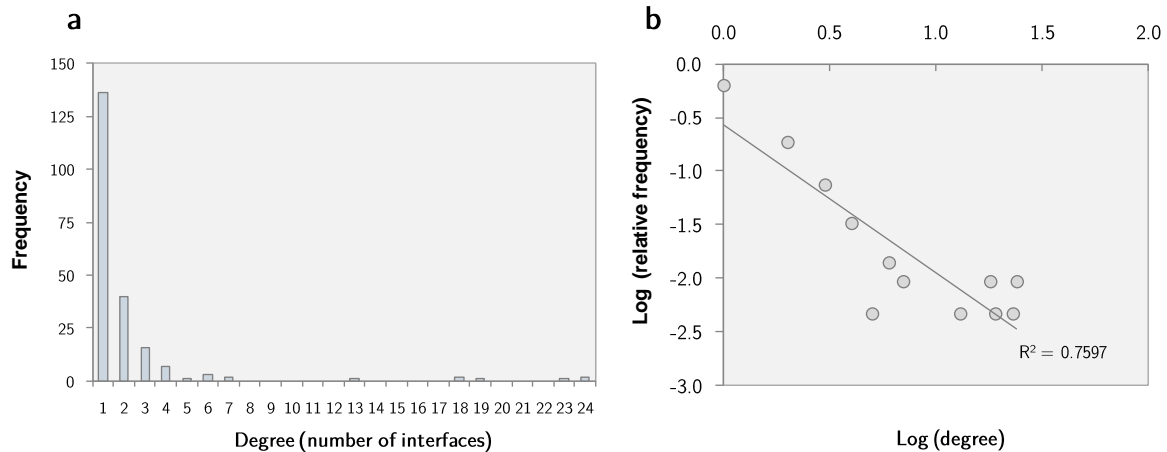 a
150
125
100
75
50
25
0
Frequency
1 2 3 4 5 6 7 8 9 10 11 12 13 14 15 16 17 18 19 20 21 22 23 24
Degree (number of interfaces)
b
0.0 0.5 1.0 1.5 2.0
0.0
-0.5
-1.0
-1.5
-2.0
-2.5
-3.0
Log (relative frequency)
R² = 0.7597
Log (degree)